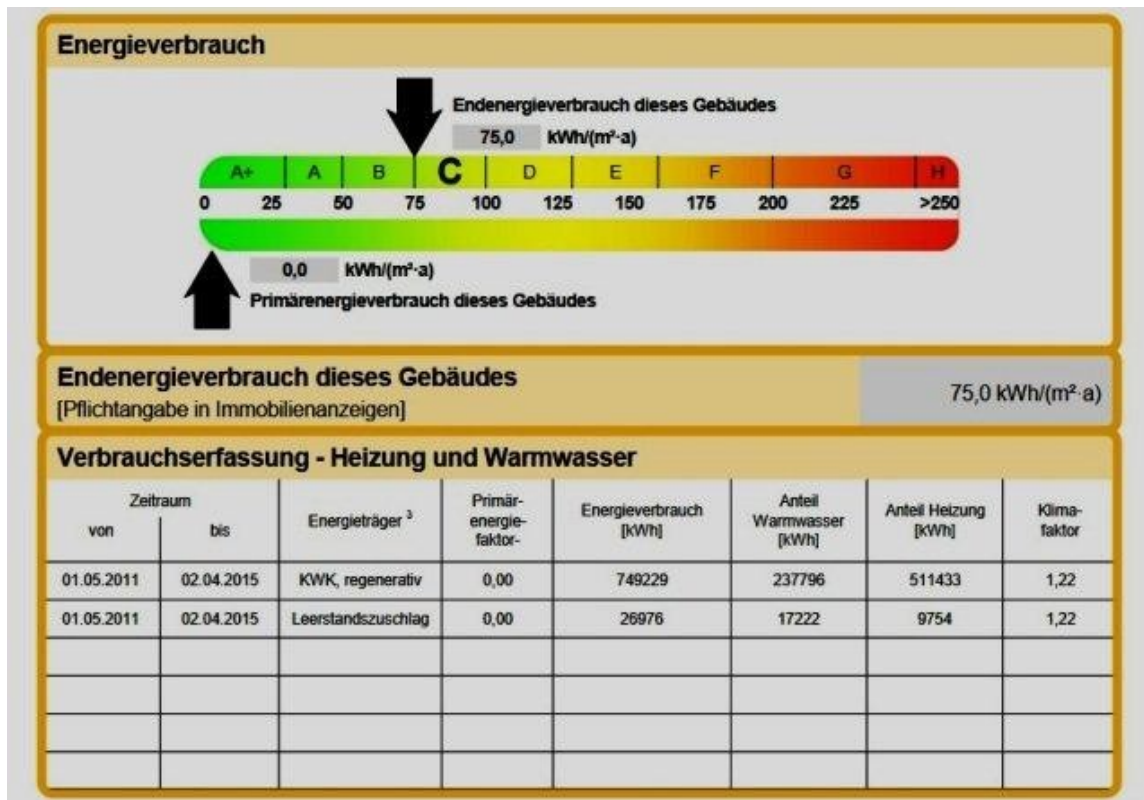 Energieverbrauch
Endenergieverbrauch dieses Gebäudes
75,0 kWh/(m²·a)
A+ A B C D E F G H
0 25 50 75 100 125 150 175 200 225 >250
0,0 kWh/(m²·a)
Primärenergieverbrauch dieses Gebäudes
Endenergieverbrauch dieses Gebäudes
[Pflichtangabe in Immobilienanzeigen]
75,0 kWh/(m²·a)
Verbrauchserfassung - Heizung und Warmwasser
Zeitraum
von bis
Energieträger ³
Primär-
energie-
faktor-
Energieverbrauch
[kWh]
Anteil
Warmwasser
[kWh]
Anteil Heizung
[kWh]
Klima-
faktor
01.05.2011 02.04.2015 KWK, regenerativ 0,00 749229 237796 511433 1,22
01.05.2011 02.04.2015 Leerstandszuschlag 0,00 26976 17222 9754 1,22